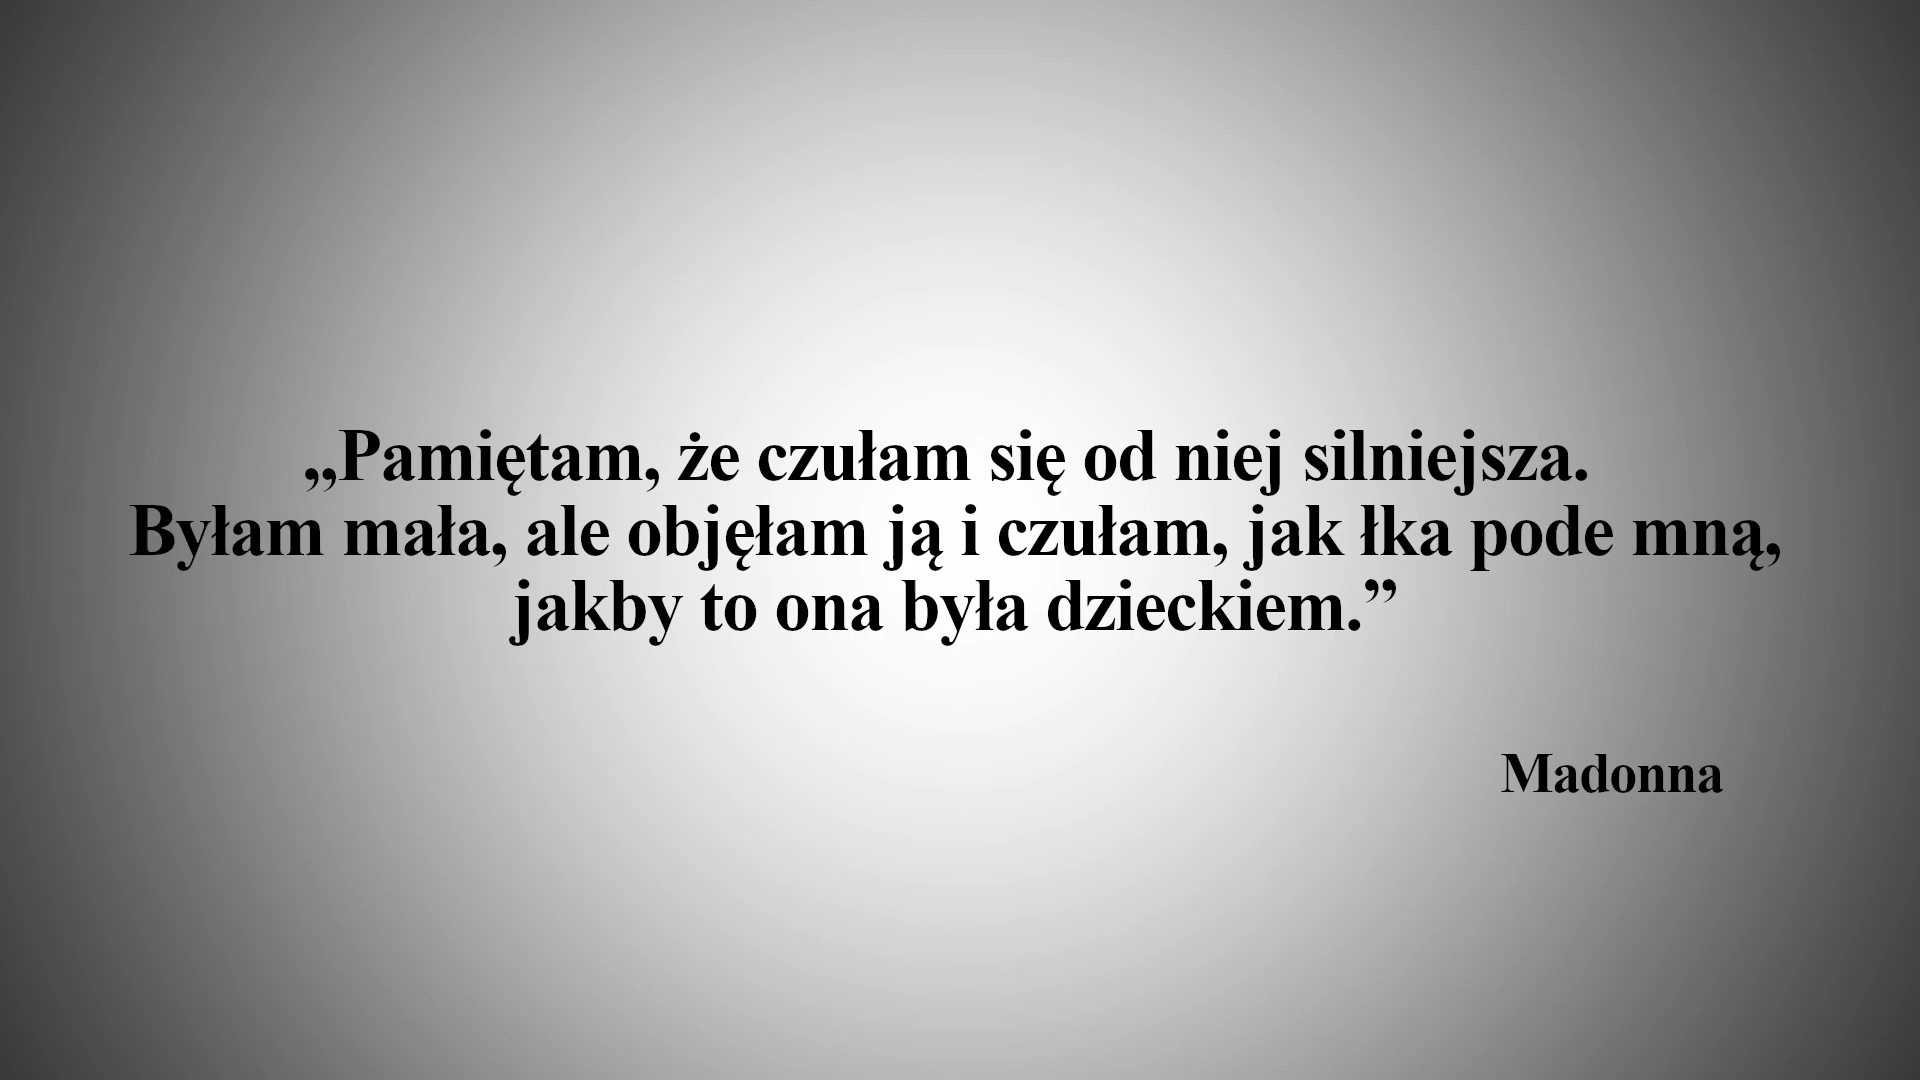 „Pamiętam, że czułam się od niej silniejsza.
Byłam mała, ale objęłam ją i czułam, jak łka pode mną,
jakby to ona była dzieckiem.”
Madonna